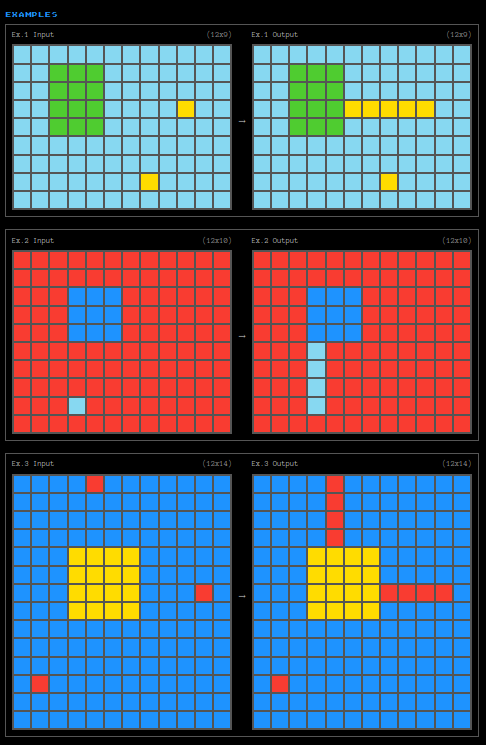 EXAMPLES
Ex.1 Input (12x9) Ex.1 Output (12x9)
→
Ex.2 Input (12x10) Ex.2 Output (12x10)
→
Ex.3 Input (12x14) Ex.3 Output (12x14)
→